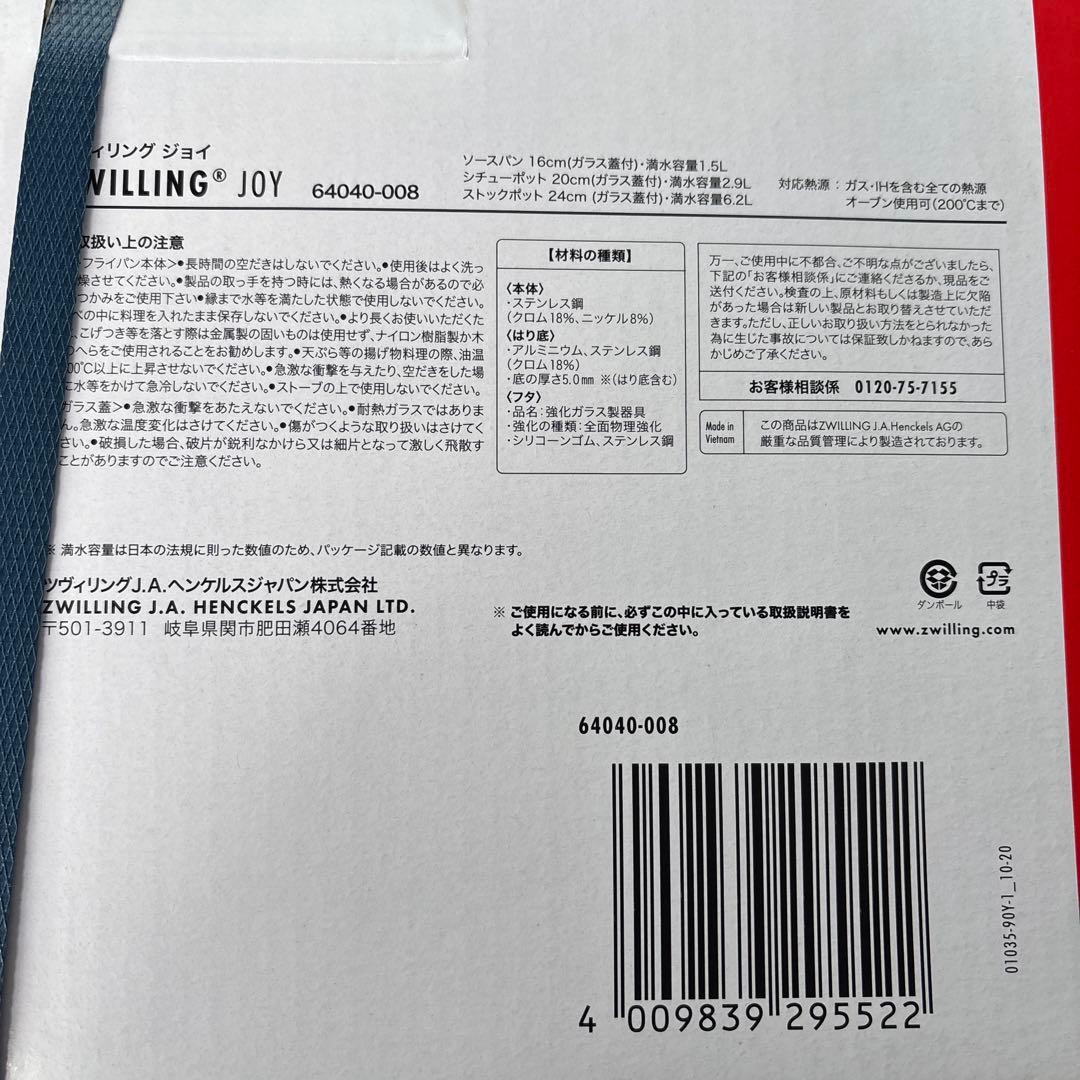 ィリング ジョイ
WILLING® JOY 64040-008
ソースパン 16cm(ガラス蓋付)・満水容量1.5L
シチューポット 20cm(ガラス蓋付)・満水容量2.9L
ストックポット 24cm (ガラス蓋付)・満水容量6.2L
対応熱源：ガス・IHを含む全ての熱源
オーブン使用可(200℃まで)
取扱い上の注意
フライパン本体>●長時間の空だきはしないでください。●使用後はよく洗っ
燥させてください。●製品の取っ手を持つ時には、熱くなる場合があるので必
つかみをご使用下さい●縁まで水等を満たした状態で使用しないでください。
べの中に料理を入れたまま保存しないでください。●より長くお使いいただくた
、こげつき等を落とす際は金属製の固いものは使用せず、ナイロン樹脂製か木
のへらをご使用されることをお勧めします。●天ぷら等の揚げ物料理の際、油温
00℃以上に上昇させないでください。●急激な衝撃を与えたり、空だきをした場
に水等をかけて急冷しないでください。●ストーブの上で使用しないでください。
ガラス蓋>●急激な衝撃をあたえないでください。●耐熱ガラスではありま
ん。急激な温度変化はさけてください。●傷がつくような取り扱いはさけてく
い。●破損した場合、破片が鋭利なかけら又は細片となって激しく飛散す
ことがありますのでご注意ください。
【材料の種類】
〈本体〉
・ステンレス鋼
(クロム18%、ニッケル8%)
〈はり底〉
・アルミニウム、ステンレス鋼
(クロム18%)
・底の厚さ5.0mm ※(はり底含む)
〈フタ〉
・品名：強化ガラス製器具
・強化の種類：全面物理強化
・シリコーンゴム、ステンレス鋼
万一、ご使用中に不都合、ご不明な点がございましたら、
下記の「お客様相談係」にご連絡くださるか、現品をご
送付ください。検査の上、原材料もしくは製造上に欠陥
があった場合は新しい製品とお取り替えさせていただ
きます。ただし、正しいお取り扱い方法をとられなかった
為に生じた事故については保証致しかねますので、あら
かじめご了承ください。
お客様相談係 0120-75-7155
Made in
Vietnam
この商品はZWILLING J.A.Henckels AGの
厳重な品質管理により製造されております。
※ 満水容量は日本の法規に則った数値のため、パッケージ記載の数値と異なります。
ツヴィリングJ.A.ヘンケルスジャパン株式会社
ZWILLING J.A. HENCKELS JAPAN LTD.
〒501-3911 岐阜県関市肥田瀬4064番地
※ ご使用になる前に、必ずこの中に入っている取扱説明書を
よく読んでからご使用ください。
プラ
ダンボール 中袋
www.zwilling.com
64040-008
01035-90Y-1_10-20
4 009839 295522